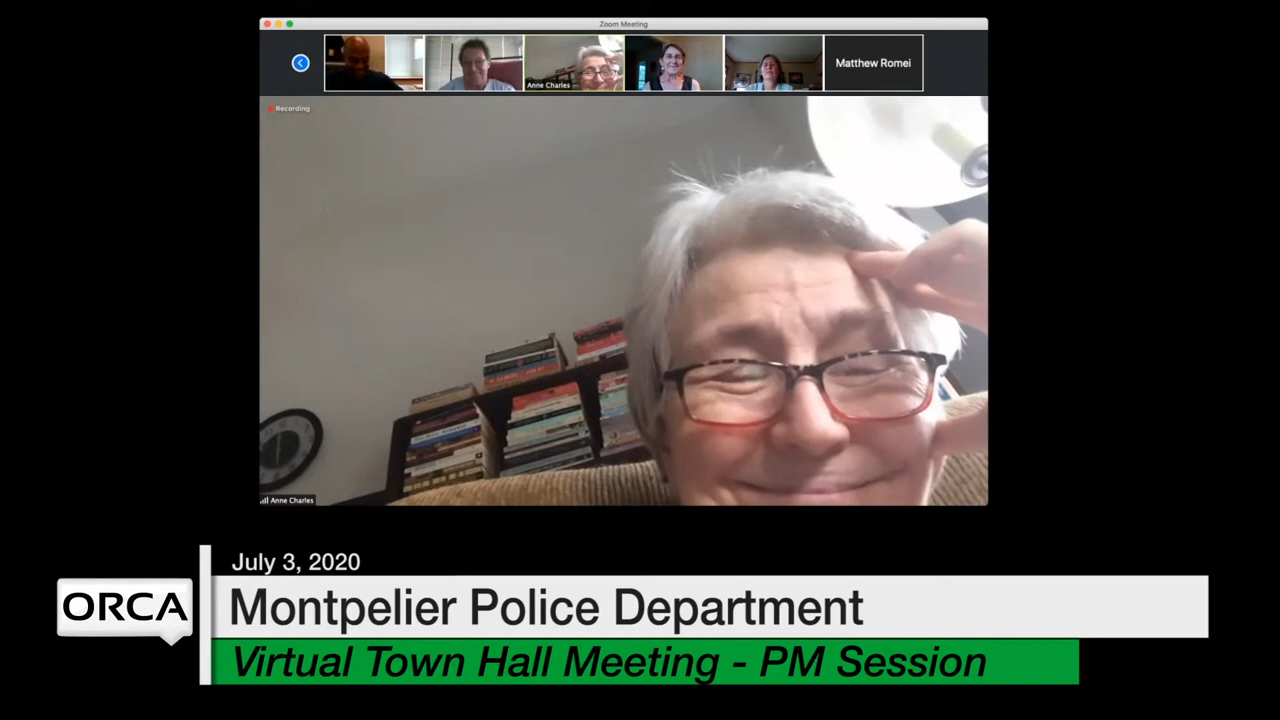 Zoom Meeting
Anne Charles
Matthew Romei
Recording
Anne Charles
July 3, 2020
ORCA
Montpelier Police Department
Virtual Town Hall Meeting - PM Session